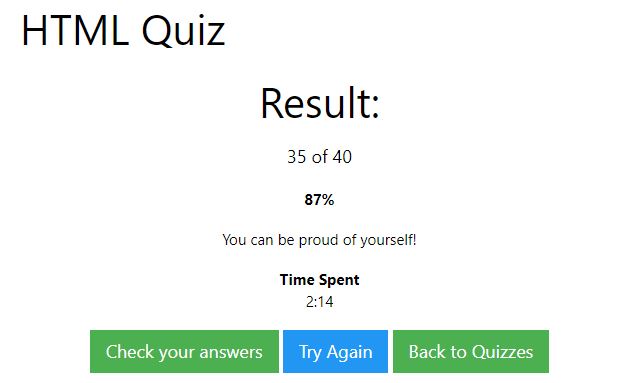 HTML Quiz
Result:
35 of 40
87%
You can be proud of yourself!
Time Spent
2:14
Check your answers Try Again Back to Quizzes